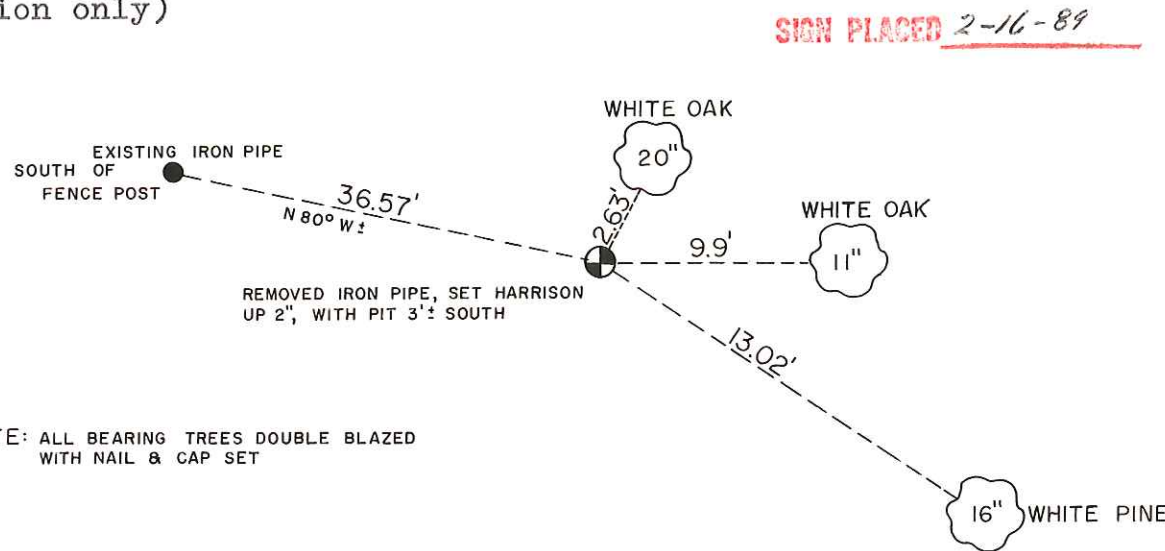 ion only)
SIGN PLACED 2-16-89
WHITE OAK
20"
EXISTING IRON PIPE
SOUTH OF
FENCE POST
36.57'
N 80° W ±
2.63'
WHITE OAK
9.9'
11"
REMOVED IRON PIPE, SET HARRISON
UP 2", WITH PIT 3'± SOUTH
13.02'
TE: ALL BEARING TREES DOUBLE BLAZED
WITH NAIL & CAP SET
16" WHITE PINE